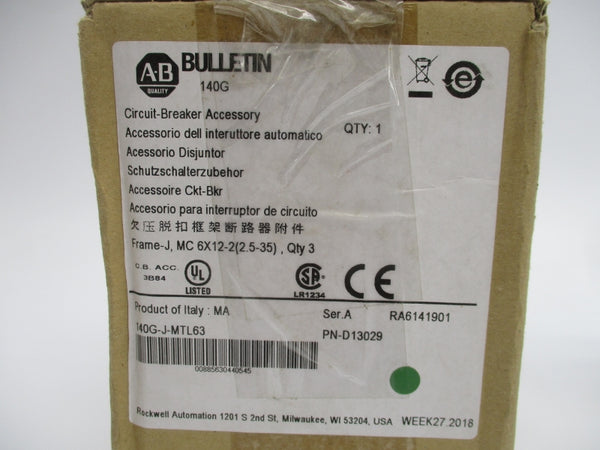 A-B
QUALITY
BULLETIN
140G
Circuit-Breaker Accessory
Accessorio dell interuttore automatico
QTY: 1
Acessorio Disjuntor
Schutzschalterzubehor
Accessoire Ckt-Bkr
Accesorio para interruptor de circuito
欠压脱扣框架断路器附件
Frame-J, MC 6X12-2(2.5-35) , Qty 3
C.B. ACC.
3B84
UL
LISTED
SA
LR1234
CE
Product of Italy : MA
Ser.A
RA6141901
140G-J-MTL63
PN-D13029
00885630440545
Rockwell Automation 1201 S 2nd St, Milwaukee, WI 53204, USA
WEEK27.2018